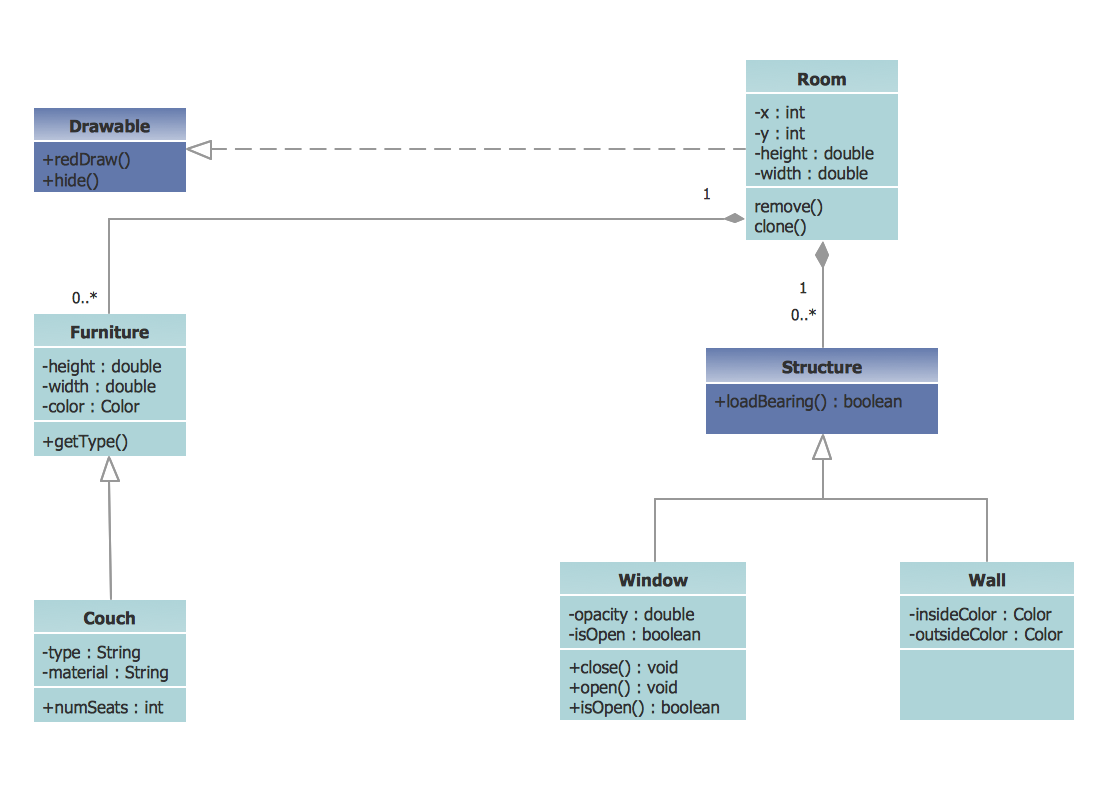 Room
-x : int
-y : int
-height : double
-width : double
remove()
clone()
Drawable
+redDraw()
+hide()
1
0..*
1
0..*
Furniture
-height : double
-width : double
-color : Color
+getType()
Structure
+loadBearing() : boolean
Couch
-type : String
-material : String
+numSeats : int
Window
-opacity : double
-isOpen : boolean
+close() : void
+open() : void
+isOpen() : boolean
Wall
-insideColor : Color
-outsideColor : Color